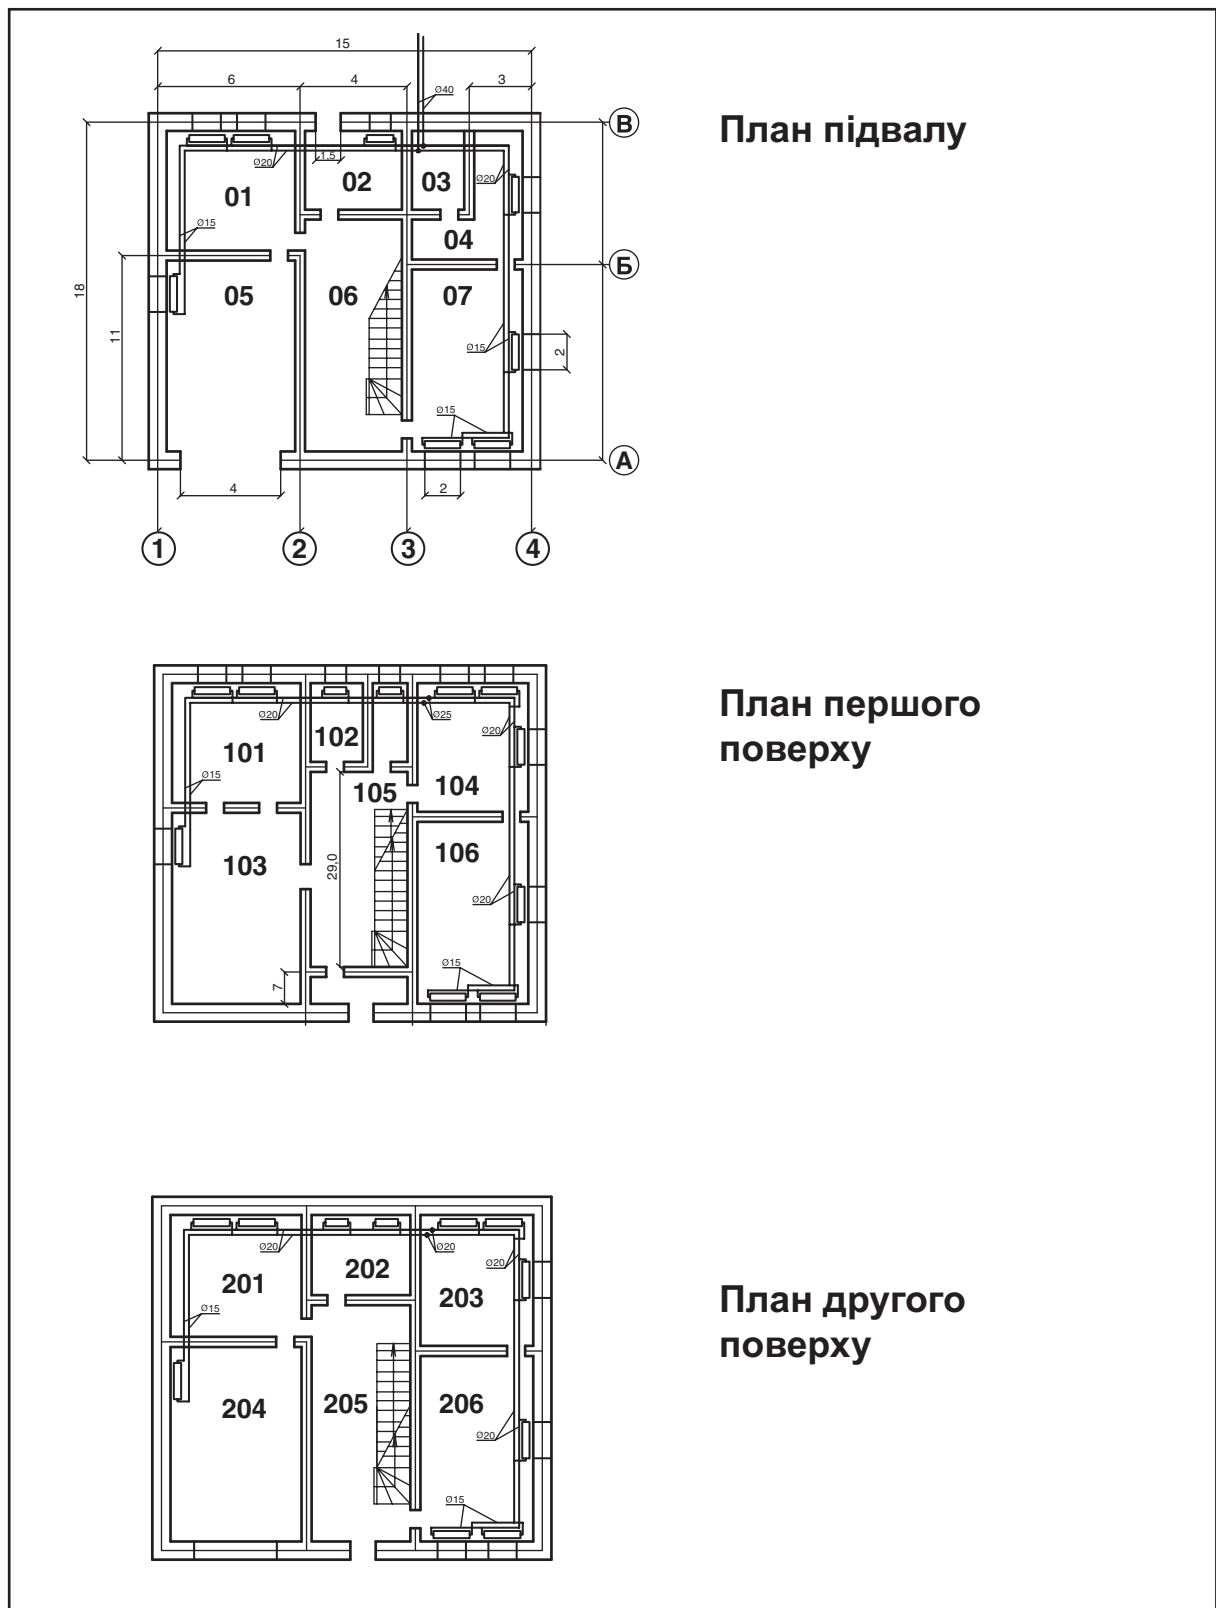 15
6
4
3
Ø40
В
План підвалу
1,5
Ø20
02
03
Ø20
01
Ø15
04
Б
05
06
07
18
11
Ø15
2
Ø15
А
4
2
1
2
3
4
План першого
поверху
Ø20
Ø25
Ø20
102
101
Ø15
105
104
103
29,0
106
Ø20
Ø15
7
План другого
поверху
Ø20
Ø20
Ø20
202
201
203
Ø15
204
205
206
Ø20
Ø15